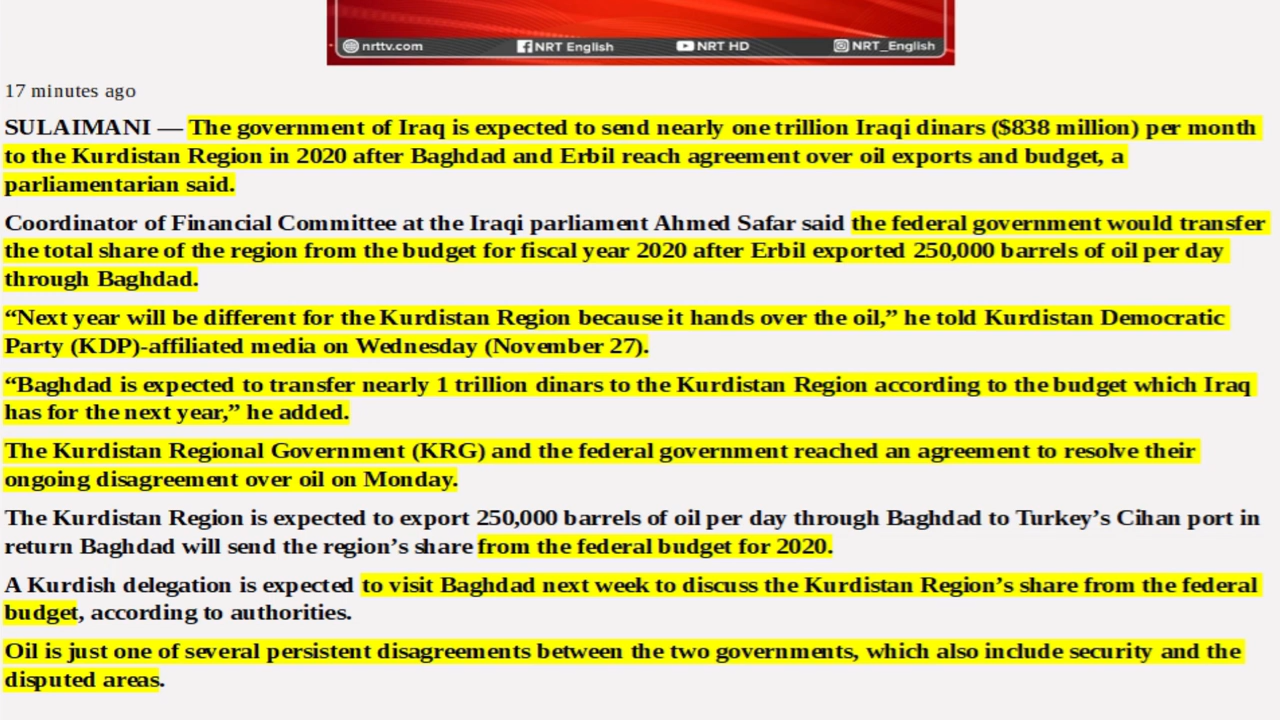 nrttv.com NRT English NRT HD NRT_English
17 minutes ago
SULAIMANI — The government of Iraq is expected to send nearly one trillion Iraqi dinars ($838 million) per month
to the Kurdistan Region in 2020 after Baghdad and Erbil reach agreement over oil exports and budget, a
parliamentarian said.
Coordinator of Financial Committee at the Iraqi parliament Ahmed Safar said the federal government would transfer
the total share of the region from the budget for fiscal year 2020 after Erbil exported 250,000 barrels of oil per day
through Baghdad.
“Next year will be different for the Kurdistan Region because it hands over the oil,” he told Kurdistan Democratic
Party (KDP)-affiliated media on Wednesday (November 27).
“Baghdad is expected to transfer nearly 1 trillion dinars to the Kurdistan Region according to the budget which Iraq
has for the next year,” he added.
The Kurdistan Regional Government (KRG) and the federal government reached an agreement to resolve their
ongoing disagreement over oil on Monday.
The Kurdistan Region is expected to export 250,000 barrels of oil per day through Baghdad to Turkey’s Cihan port in
return Baghdad will send the region’s share from the federal budget for 2020.
A Kurdish delegation is expected to visit Baghdad next week to discuss the Kurdistan Region’s share from the federal
budget, according to authorities.
Oil is just one of several persistent disagreements between the two governments, which also include security and the
disputed areas.